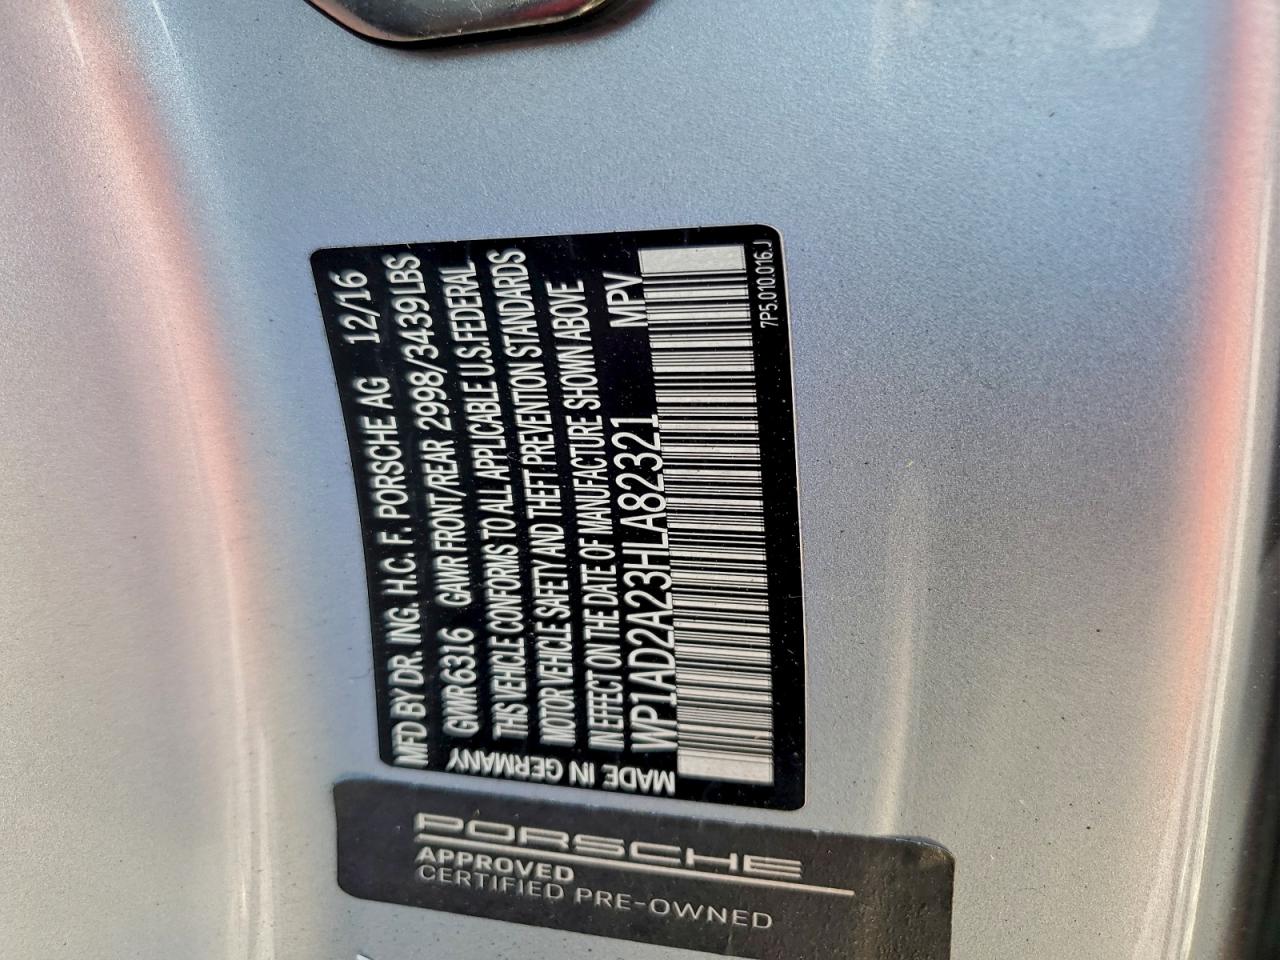 MFD BY DR. ING. H.C. F. PORSCHE AG 12/16
GVWR6316 GAWR FRONT/REAR 2998/3439LBS
THIS VEHICLE CONFORMS TO ALL APPLICABLE U.S.FEDERAL
MOTOR VEHICLE SAFETY AND THEFT PREVENTION STANDARDS
IN EFFECT ON THE DATE OF MANUFACTURE SHOWN ABOVE
WP1AD2A23HLA82321 MPV
7P5.010.016.J
MADE IN GERMANY
PORSCHE
APPROVED
CERTIFIED PRE-OWNED